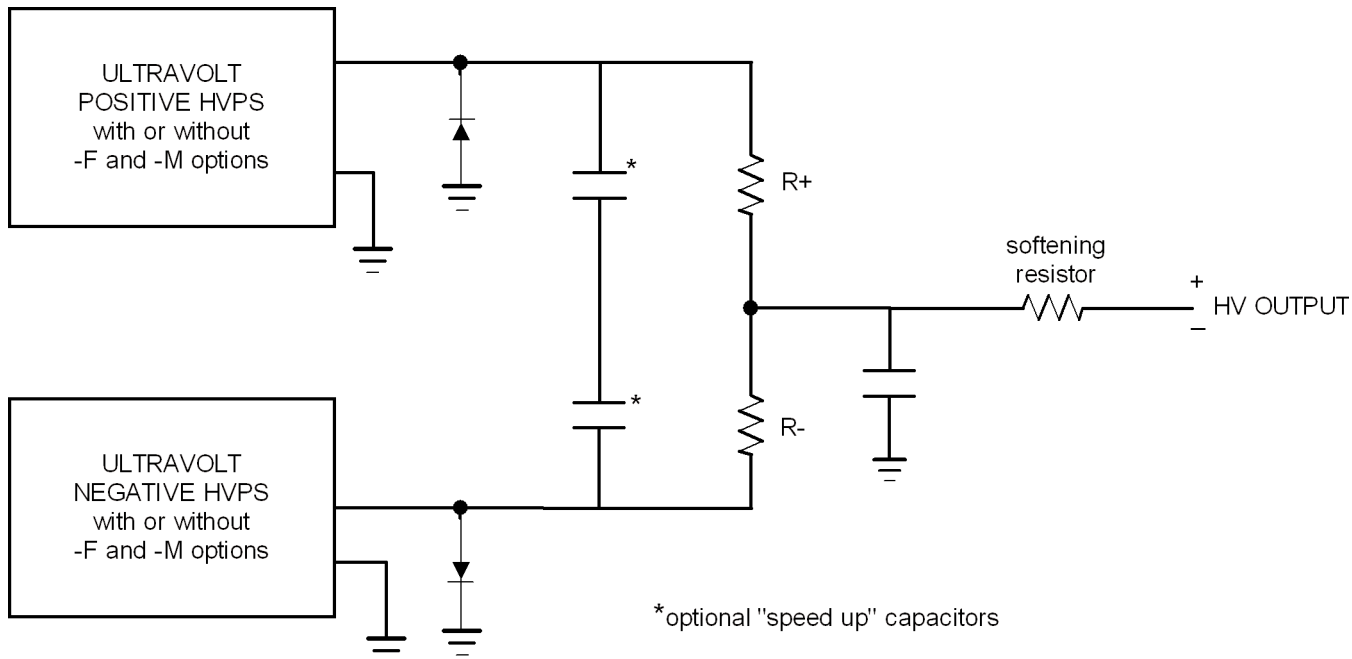 ULTRAVOLT
POSITIVE HVPS
with or without
-F and -M options
*
R+
softening
resistor
+
HV OUTPUT
–
*
R-
ULTRAVOLT
NEGATIVE HVPS
with or without
-F and -M options
*optional "speed up" capacitors